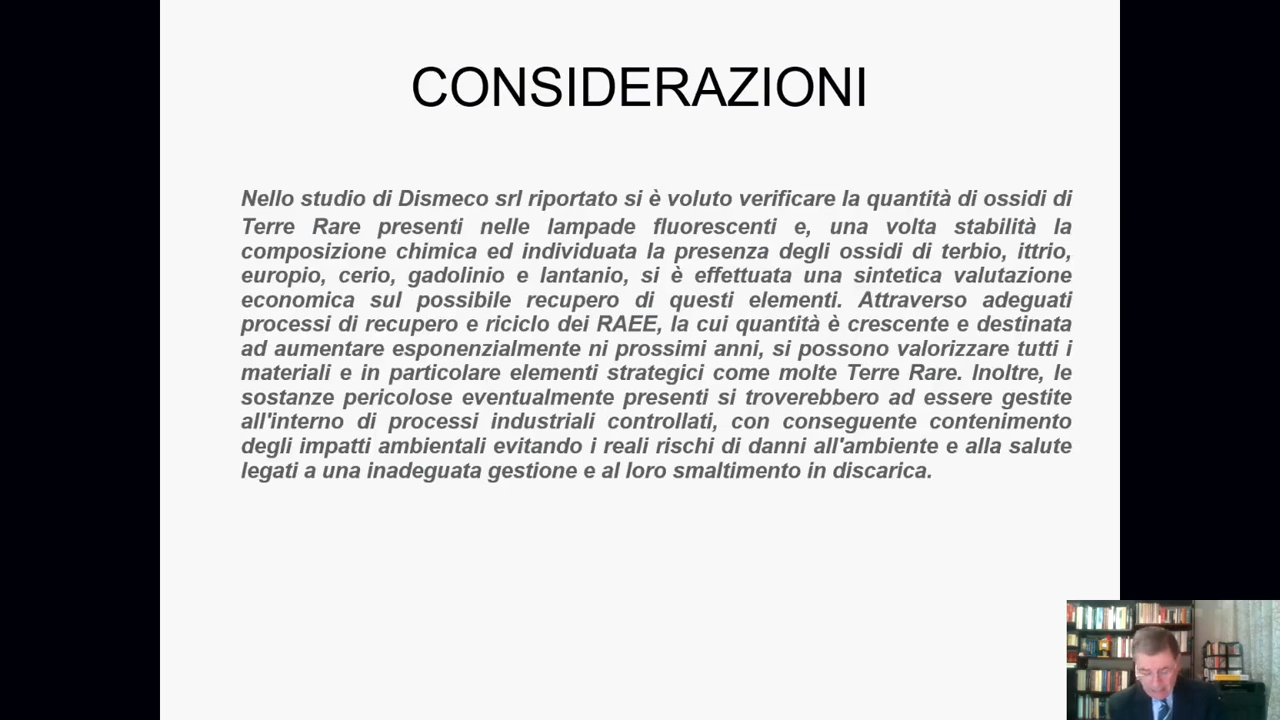 CONSIDERAZIONI
Nello studio di Dismeco srl riportato si è voluto verificare la quantità di ossidi di
Terre Rare presenti nelle lampade fluorescenti e, una volta stabilità la
composizione chimica ed individuata la presenza degli ossidi di terbio, ittrio,
europio, cerio, gadolinio e lantanio, si è effettuata una sintetica valutazione
economica sul possibile recupero di questi elementi. Attraverso adeguati
processi di recupero e riciclo dei RAEE, la cui quantità è crescente e destinata
ad aumentare esponenzialmente ni prossimi anni, si possono valorizzare tutti i
materiali e in particolare elementi strategici come molte Terre Rare. Inoltre, le
sostanze pericolose eventualmente presenti si troverebbero ad essere gestite
all'interno di processi industriali controllati, con conseguente contenimento
degli impatti ambientali evitando i reali rischi di danni all'ambiente e alla salute
legati a una inadeguata gestione e al loro smaltimento in discarica.